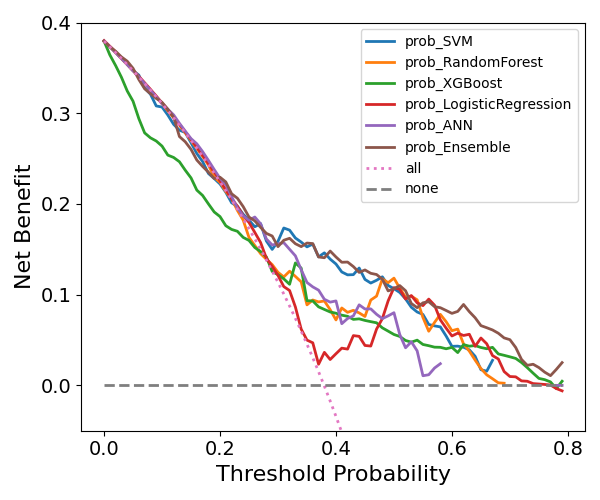 prob_SVM
prob_RandomForest
prob_XGBoost
prob_LogisticRegression
prob_ANN
prob_Ensemble
all
none
0.4
0.3
0.2
0.1
0.0
Net Benefit
0.0 0.2 0.4 0.6 0.8
Threshold Probability